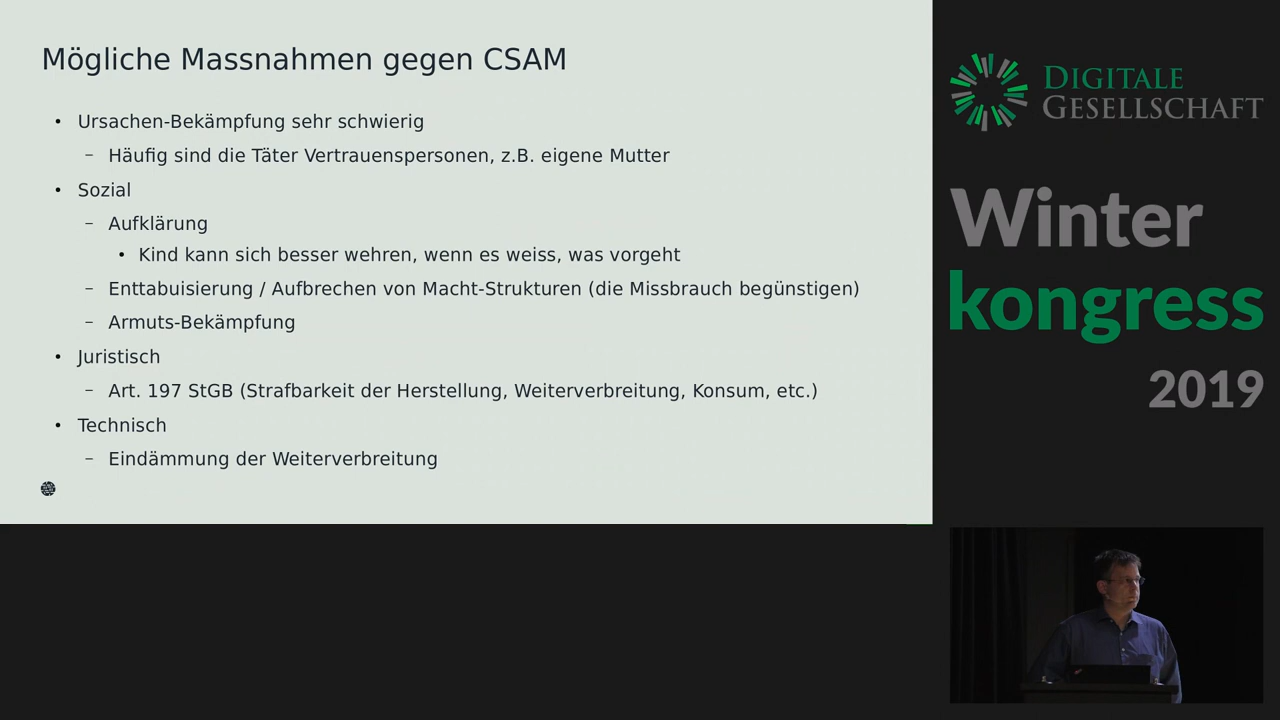 Mögliche Massnahmen gegen CSAM
• Ursachen-Bekämpfung sehr schwierig
– Häufig sind die Täter Vertrauenspersonen, z.B. eigene Mutter
• Sozial
– Aufklärung
• Kind kann sich besser wehren, wenn es weiss, was vorgeht
– Enttabuisierung / Aufbrechen von Macht-Strukturen (die Missbrauch begünstigen)
– Armuts-Bekämpfung
• Juristisch
– Art. 197 StGB (Strafbarkeit der Herstellung, Weiterverbreitung, Konsum, etc.)
• Technisch
– Eindämmung der Weiterverbreitung
DIGITALE
GESELLSCHAFT
Winter
kongress
2019